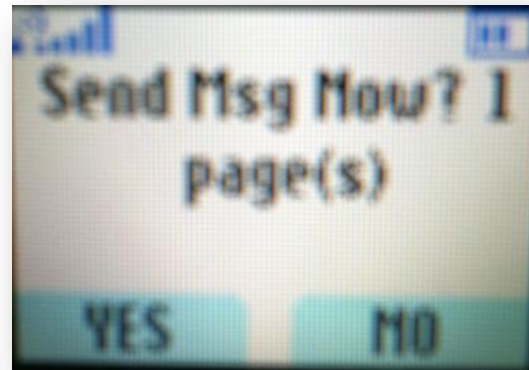 Send Msg Now? 1
page(s)
YES
NO